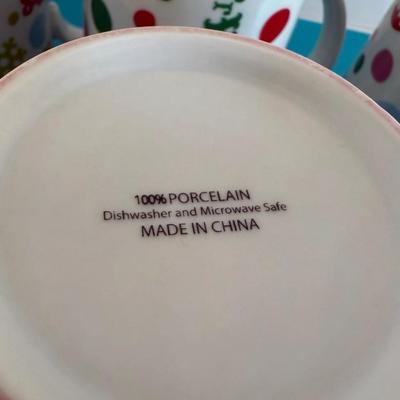 100% PORCELAIN
Dishwasher and Microwave Safe
MADE IN CHINA